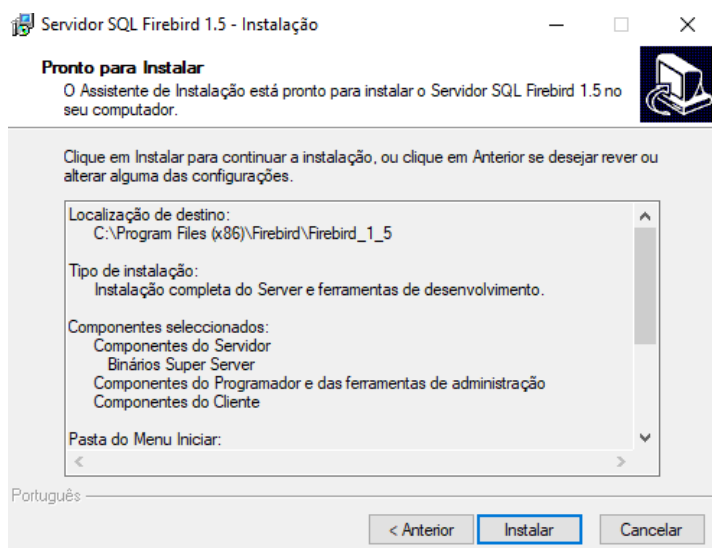 Servidor SQL Firebird 1.5 - Instalação
Pronto para Instalar
O Assistente de Instalação está pronto para instalar o Servidor SQL Firebird 1.5 no
seu computador.
Clique em Instalar para continuar a instalação, ou clique em Anterior se desejar rever ou
alterar alguma das configurações.
Localização de destino:
C:\Program Files (x86)\Firebird\Firebird_1_5
Tipo de instalação:
Instalação completa do Server e ferramentas de desenvolvimento.
Componentes seleccionados:
Componentes do Servidor
Binários Super Server
Componentes do Programador e das ferramentas de administração
Componentes do Cliente
Pasta do Menu Iniciar:
Português
< Anterior
Instalar
Cancelar